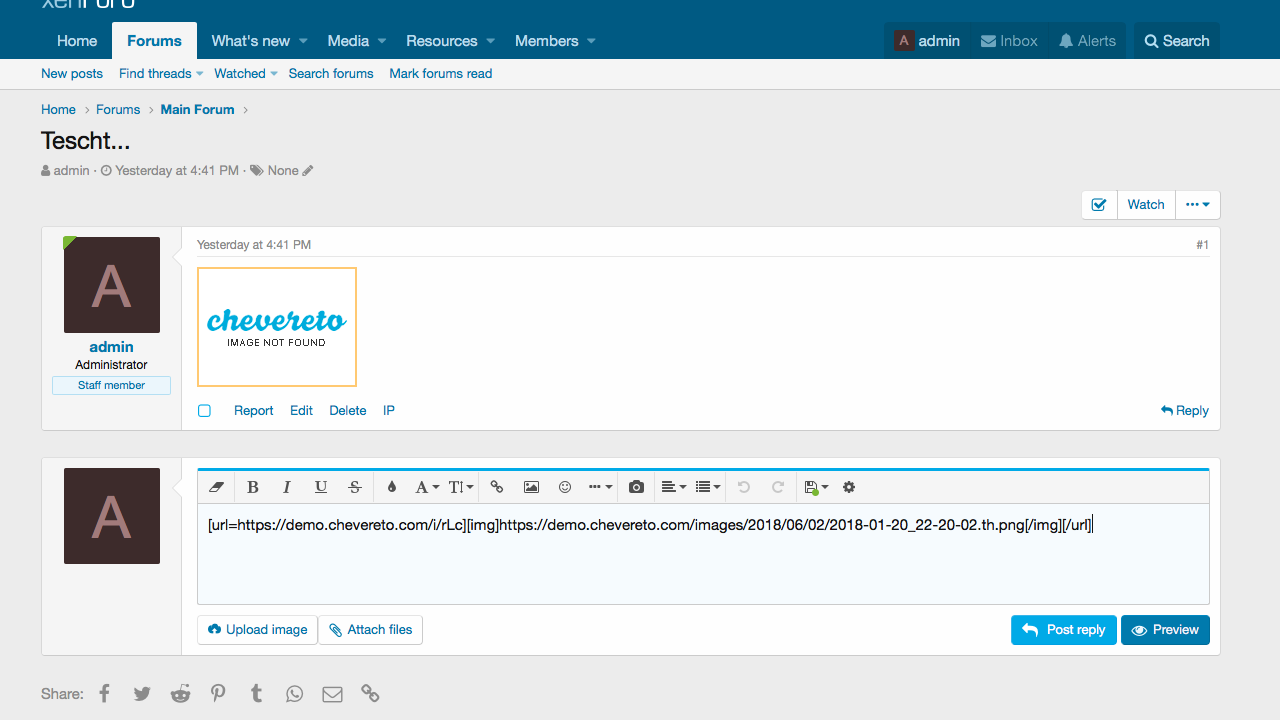 xenForo
Home Forums What's new Media Resources Members A admin Inbox Alerts Search
New posts Find threads Watched Search forums Mark forums read
Home Forums Main Forum
Tescht...
admin · Yesterday at 4:41 PM · None
Watch
A
admin
Administrator
Staff member
Yesterday at 4:41 PM #1
chevereto
IMAGE NOT FOUND
Report Edit Delete IP Reply
A
B I U S A T
[url=https://demo.chevereto.com/i/rLc][img]https://demo.chevereto.com/images/2018/06/02/2018-01-20_22-20-02.th.png[/img][/url]
Upload image Attach files Post reply Preview
Share: